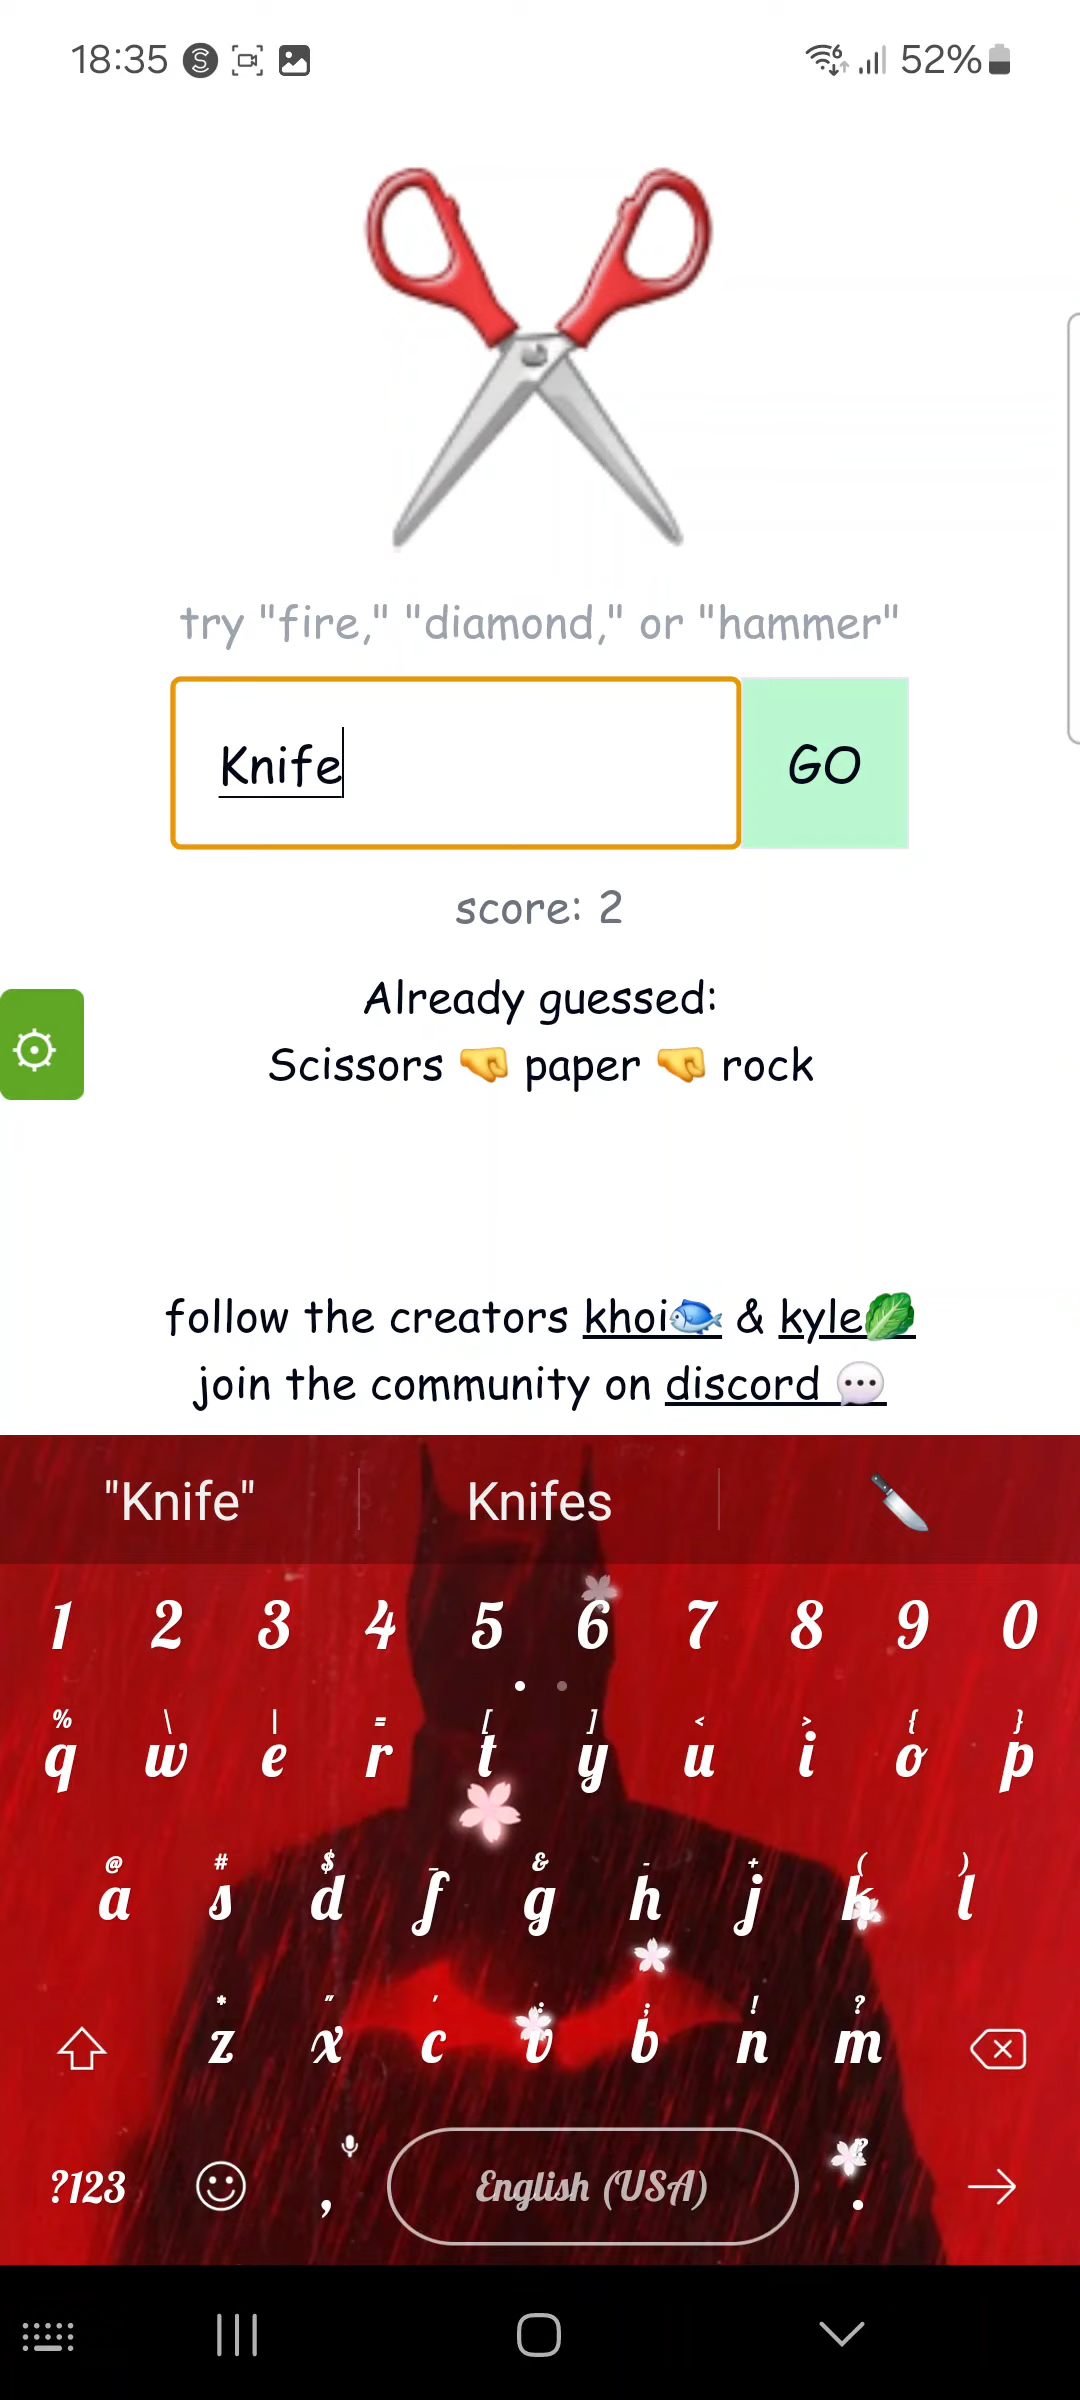 18:35 52%
try "fire," "diamond," or "hammer"
Knife GO
score: 2
Already guessed:
Scissors 🤜 paper 🤜 rock
follow the creators khoi🐟 & kyle🥬
join the community on discord 💬
"Knife" Knifes 🔪
1 2 3 4 5 6 7 8 9 0
% \ | = [ ] < > { }
q w e r t y u i o p
@ # $ _ & - + ( )
a s d f g h j k l
* " ' : ; ! ?
z x c v b n m
?123 , English (USA) .